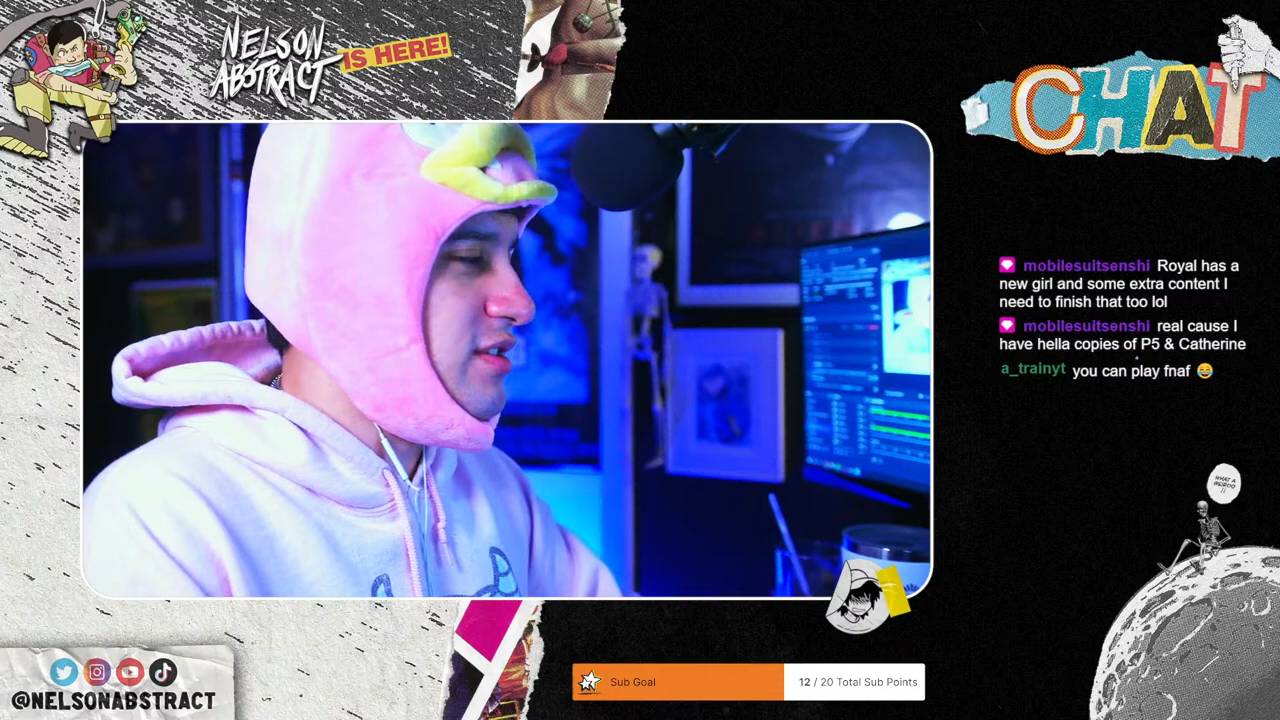 NELSON
ABSTRACT
IS HERE!
CHAT
mobilesuitsenshi Royal has a
new girl and some extra content I
need to finish that too lol
mobilesuitsenshi real cause I
have hella copies of P5 & Catherine
a_trainyt you can play fnaf 😂
WHAT A
WEIRDO
!!
Sub Goal
12 / 20 Total Sub Points
@NELSONABSTRACT